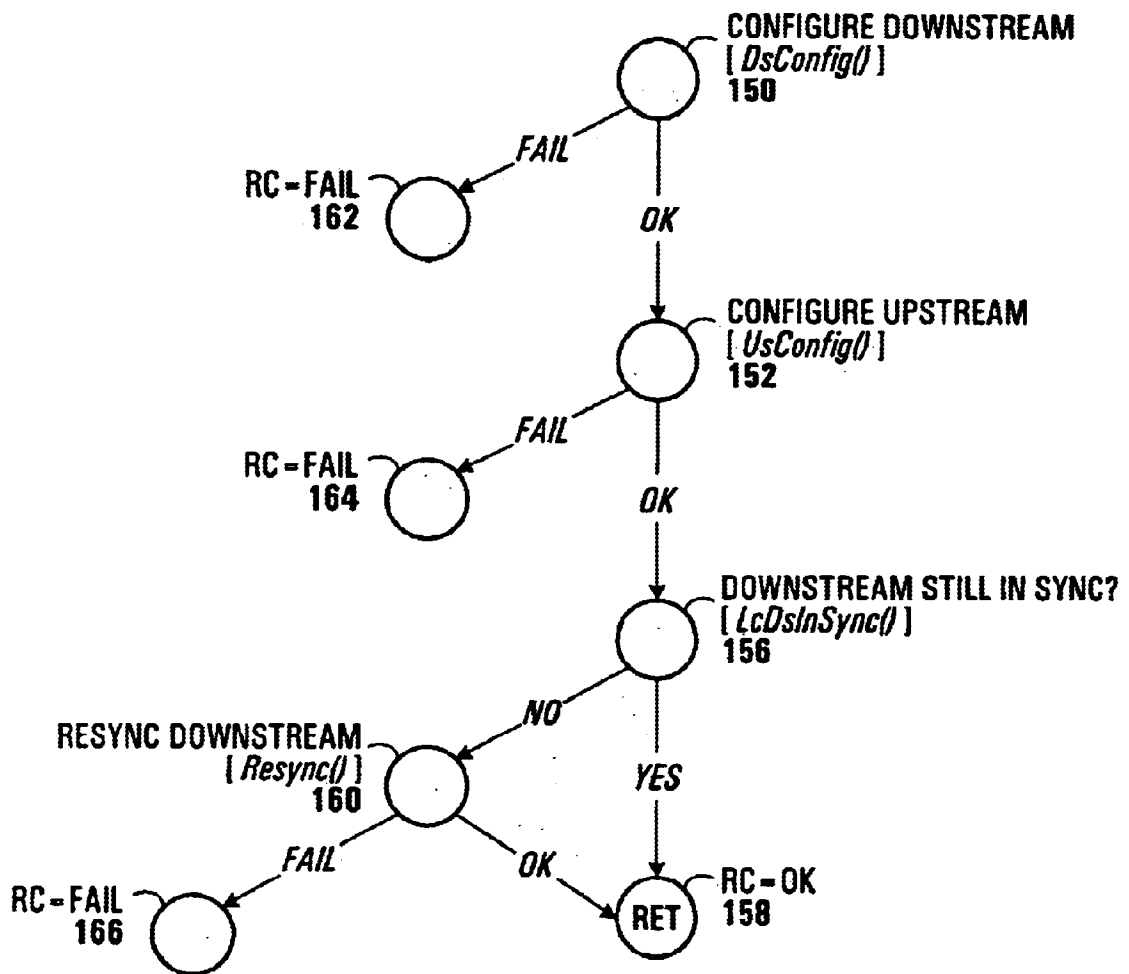 CONFIGURE DOWNSTREAM
[ DsConfig() ]
150
FAIL
RC=FAIL
162
OK
CONFIGURE UPSTREAM
[ UsConfig() ]
152
FAIL
RC=FAIL
164
OK
DOWNSTREAM STILL IN SYNC?
[ LcDsInSync() ]
156
NO
RESYNC DOWNSTREAM
[ Resync() ]
160
YES
FAIL
OK
RC=FAIL
166
RET
RC=OK
158